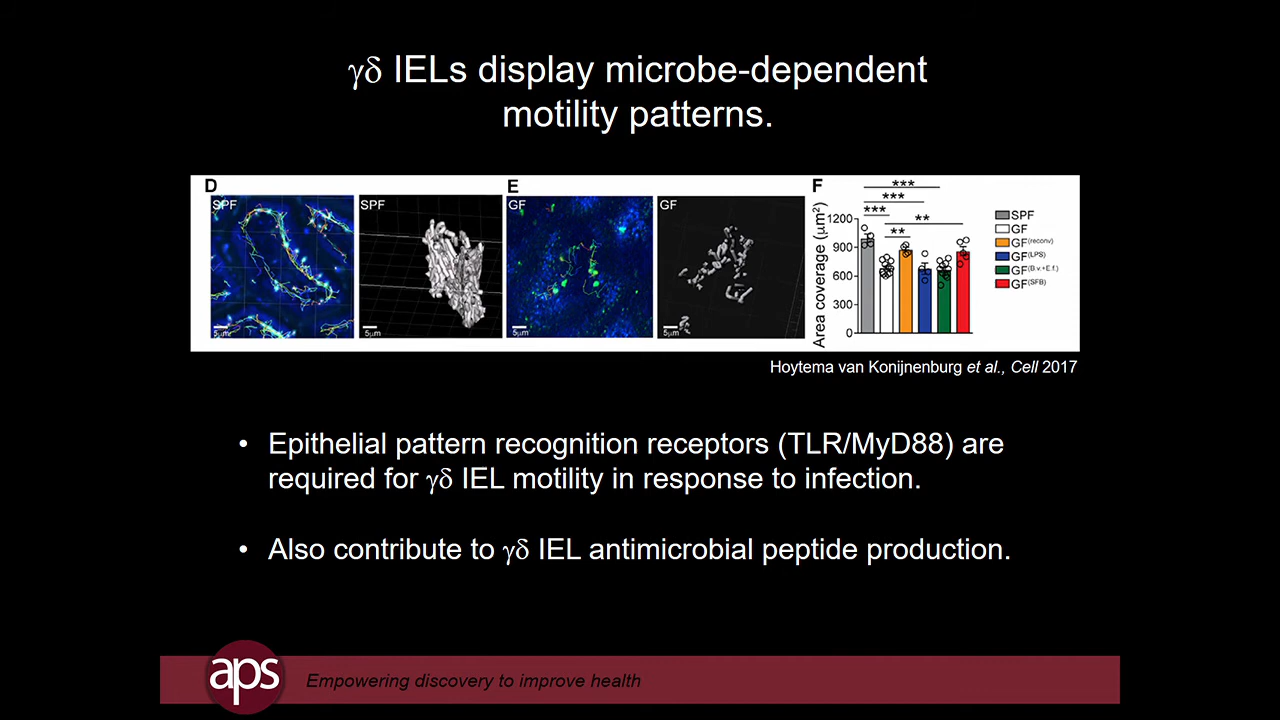 γδ IELs display microbe-dependent
motility patterns.
D
SPF
5μm
SPF
5μm
E
GF
5μm
GF
5μm
F
Area coverage (μm²)
1200
900
600
300
0
***
***
***
**
**
SPF
GF
GF(reconv)
GF(LPS)
GF(B.v.+E.f.)
GF(SFB)
Hoytema van Konijnenburg et al., Cell 2017
• Epithelial pattern recognition receptors (TLR/MyD88) are
required for γδ IEL motility in response to infection.
• Also contribute to γδ IEL antimicrobial peptide production.
aps
Empowering discovery to improve health